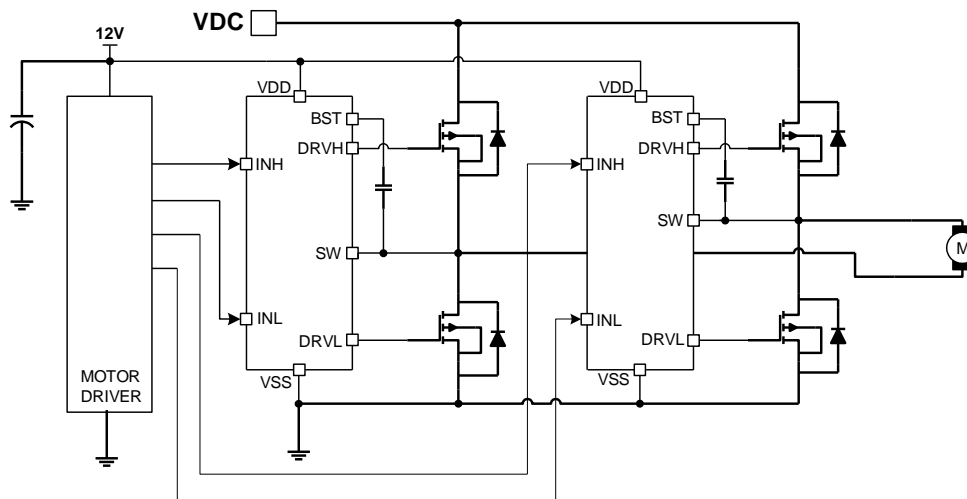 VDC
12V
VDD
VDD
BST
BST
DRVH
DRVH
INH
INH
SW
SW
M
INL
INL
DRVL
DRVL
VSS
VSS
MOTOR
DRIVER